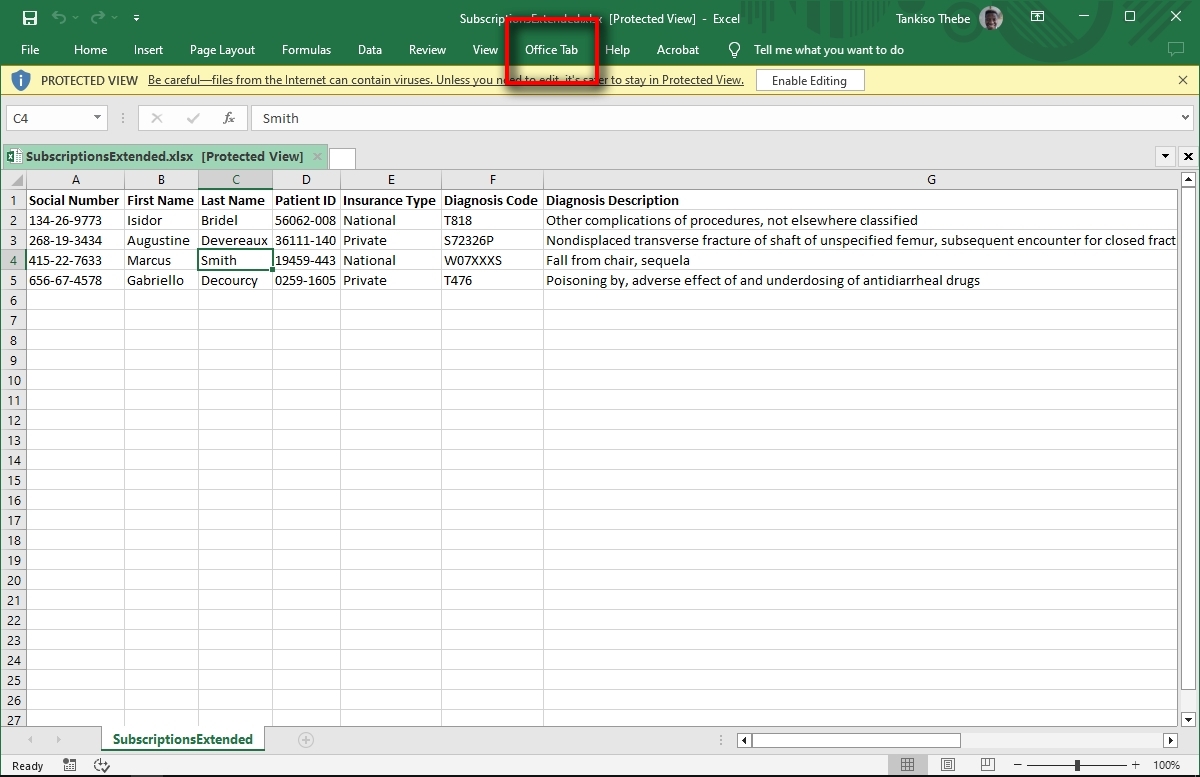 SubscriptionsExtended.xlsx [Protected View] - Excel
Tankiso Thebe
File Home Insert Page Layout Formulas Data Review View Office Tab Help Acrobat Tell me what you want to do
PROTECTED VIEW Be careful—files from the Internet can contain viruses. Unless you need to edit, it's safer to stay in Protected View. Enable Editing
C4 fx Smith
SubscriptionsExtended.xlsx [Protected View]
A B C D E F G
1 Social Number First Name Last Name Patient ID Insurance Type Diagnosis Code Diagnosis Description
2 134-26-9773 Isidor Bridel 56062-008 National T818 Other complications of procedures, not elsewhere classified
3 268-19-3434 Augustine Devereaux 36111-140 Private S72326P Nondisplaced transverse fracture of shaft of unspecified femur, subsequent encounter for closed fract
4 415-22-7633 Marcus Smith 19459-443 National W07XXXS Fall from chair, sequela
5 656-67-4578 Gabriello Decourcy 0259-1605 Private T476 Poisoning by, adverse effect of and underdosing of antidiarrheal drugs
6
7
8
9
10
11
12
13
14
15
16
17
18
19
20
21
22
23
24
25
26
27
SubscriptionsExtended
Ready 100%